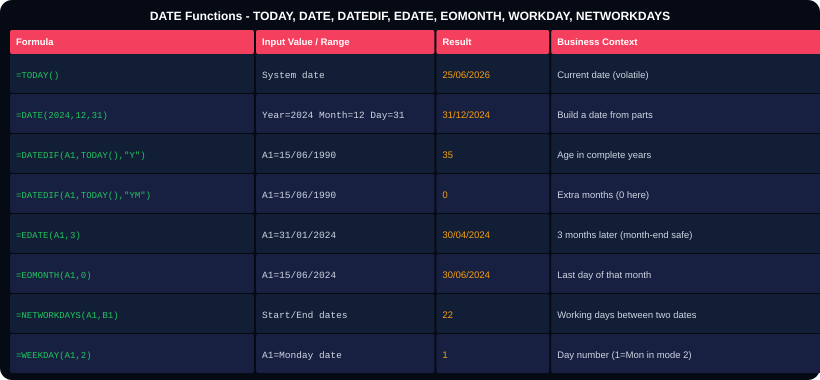 DATE Functions - TODAY, DATE, DATEDIF, EDATE, EOMONTH, WORKDAY, NETWORKDAYS
Formula Input Value / Range Result Business Context
=TODAY() System date 25/06/2026 Current date (volatile)
=DATE(2024,12,31) Year=2024 Month=12 Day=31 31/12/2024 Build a date from parts
=DATEDIF(A1,TODAY(),"Y") A1=15/06/1990 35 Age in complete years
=DATEDIF(A1,TODAY(),"YM") A1=15/06/1990 0 Extra months (0 here)
=EDATE(A1,3) A1=31/01/2024 30/04/2024 3 months later (month-end safe)
=EOMONTH(A1,0) A1=15/06/2024 30/06/2024 Last day of that month
=NETWORKDAYS(A1,B1) Start/End dates 22 Working days between two dates
=WEEKDAY(A1,2) A1=Monday date 1 Day number (1=Mon in mode 2)